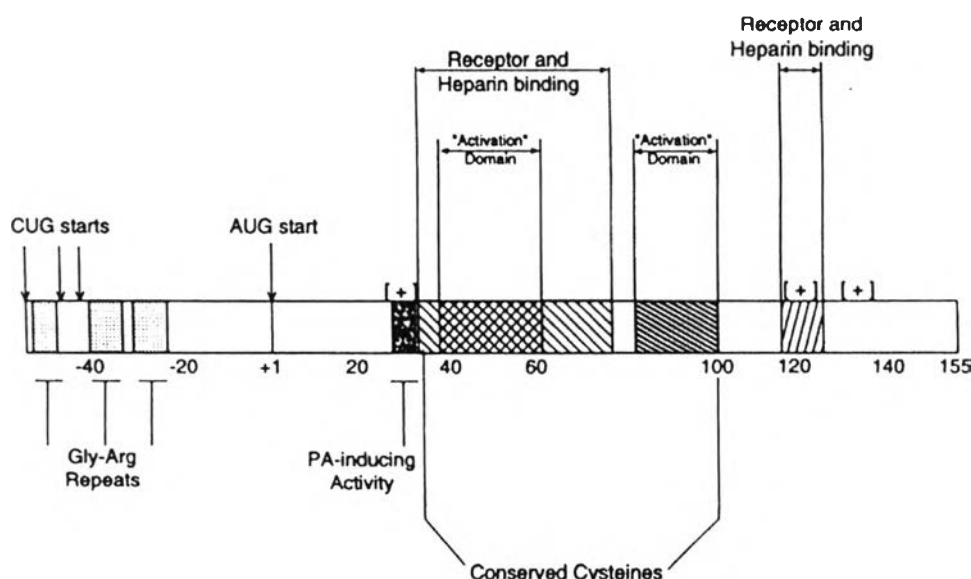 Receptor and
Heparin binding
Receptor and
Heparin binding
"Activation"
Domain
"Activation"
Domain
CUG starts
AUG start
[+]
[+]
[+]
-40
-20
+1
20
40
60
100
120
140
155
Gly-Arg
Repeats
PA-inducing
Activity
Conserved Cysteines